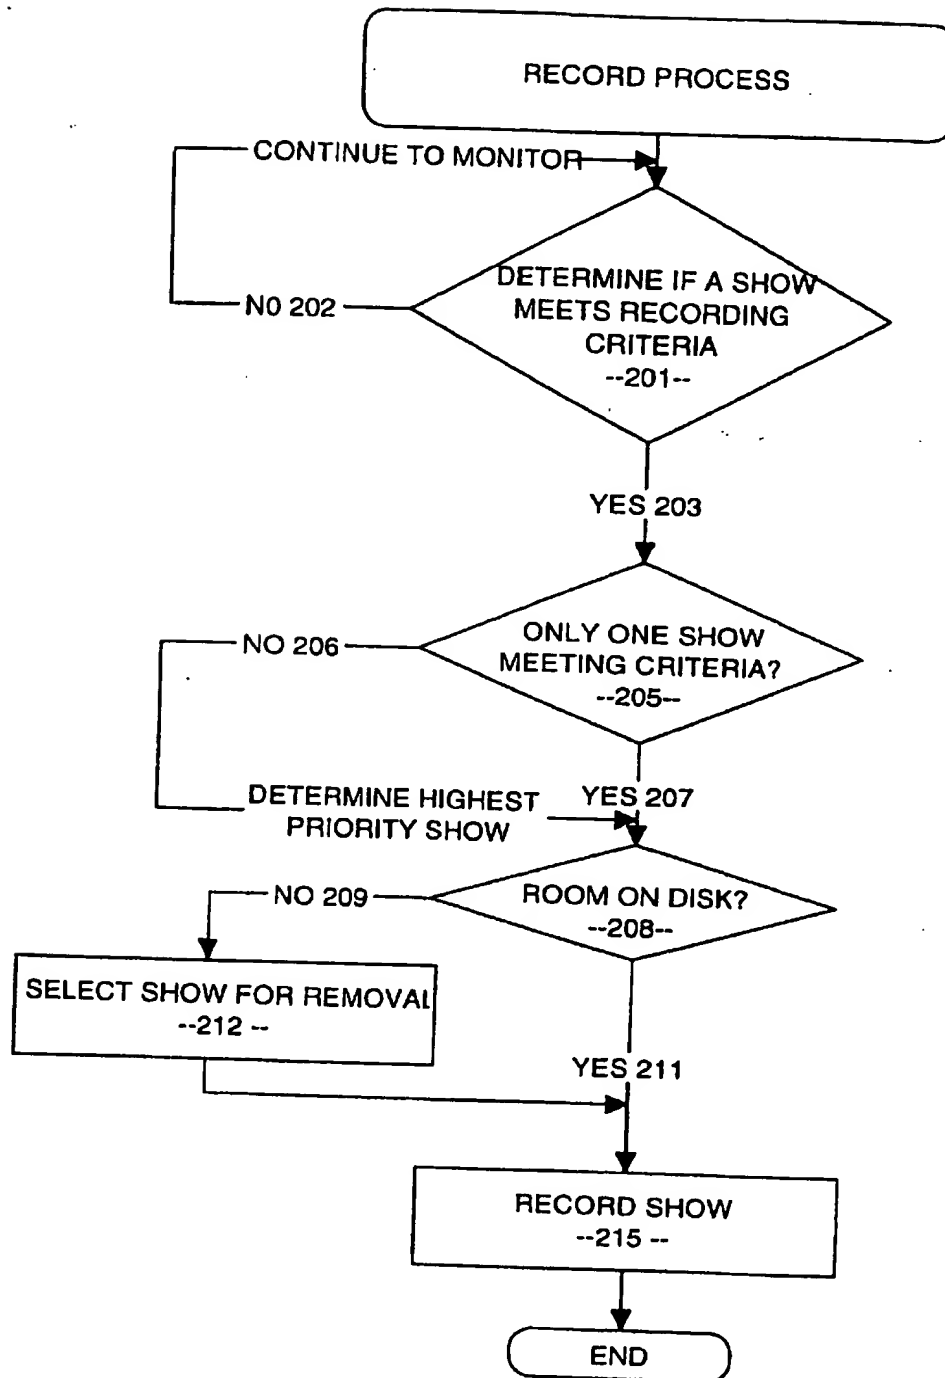 RECORD PROCESS
CONTINUE TO MONITOR
DETERMINE IF A SHOW
MEETS RECORDING
CRITERIA
--201--
N0 202
YES 203
ONLY ONE SHOW
MEETING CRITERIA?
--205--
NO 206
DETERMINE HIGHEST
PRIORITY SHOW
YES 207
ROOM ON DISK?
--208--
NO 209
SELECT SHOW FOR REMOVAL
--212 --
YES 211
RECORD SHOW
--215 --
END